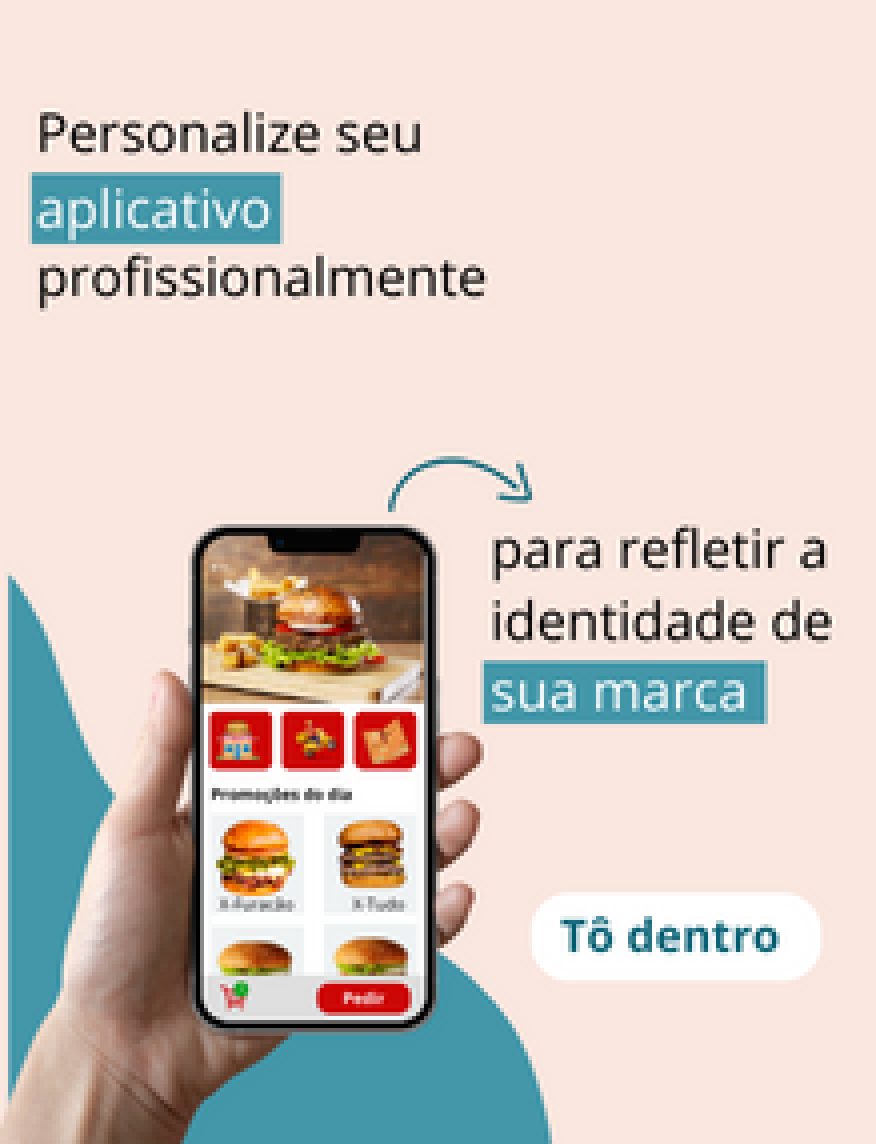 Personalize seu
aplicativo
profissionalmente
para refletir a
identidade de
sua marca
Promoções do dia
X-Furacão
X-Tudo
Pedir
Tô dentro